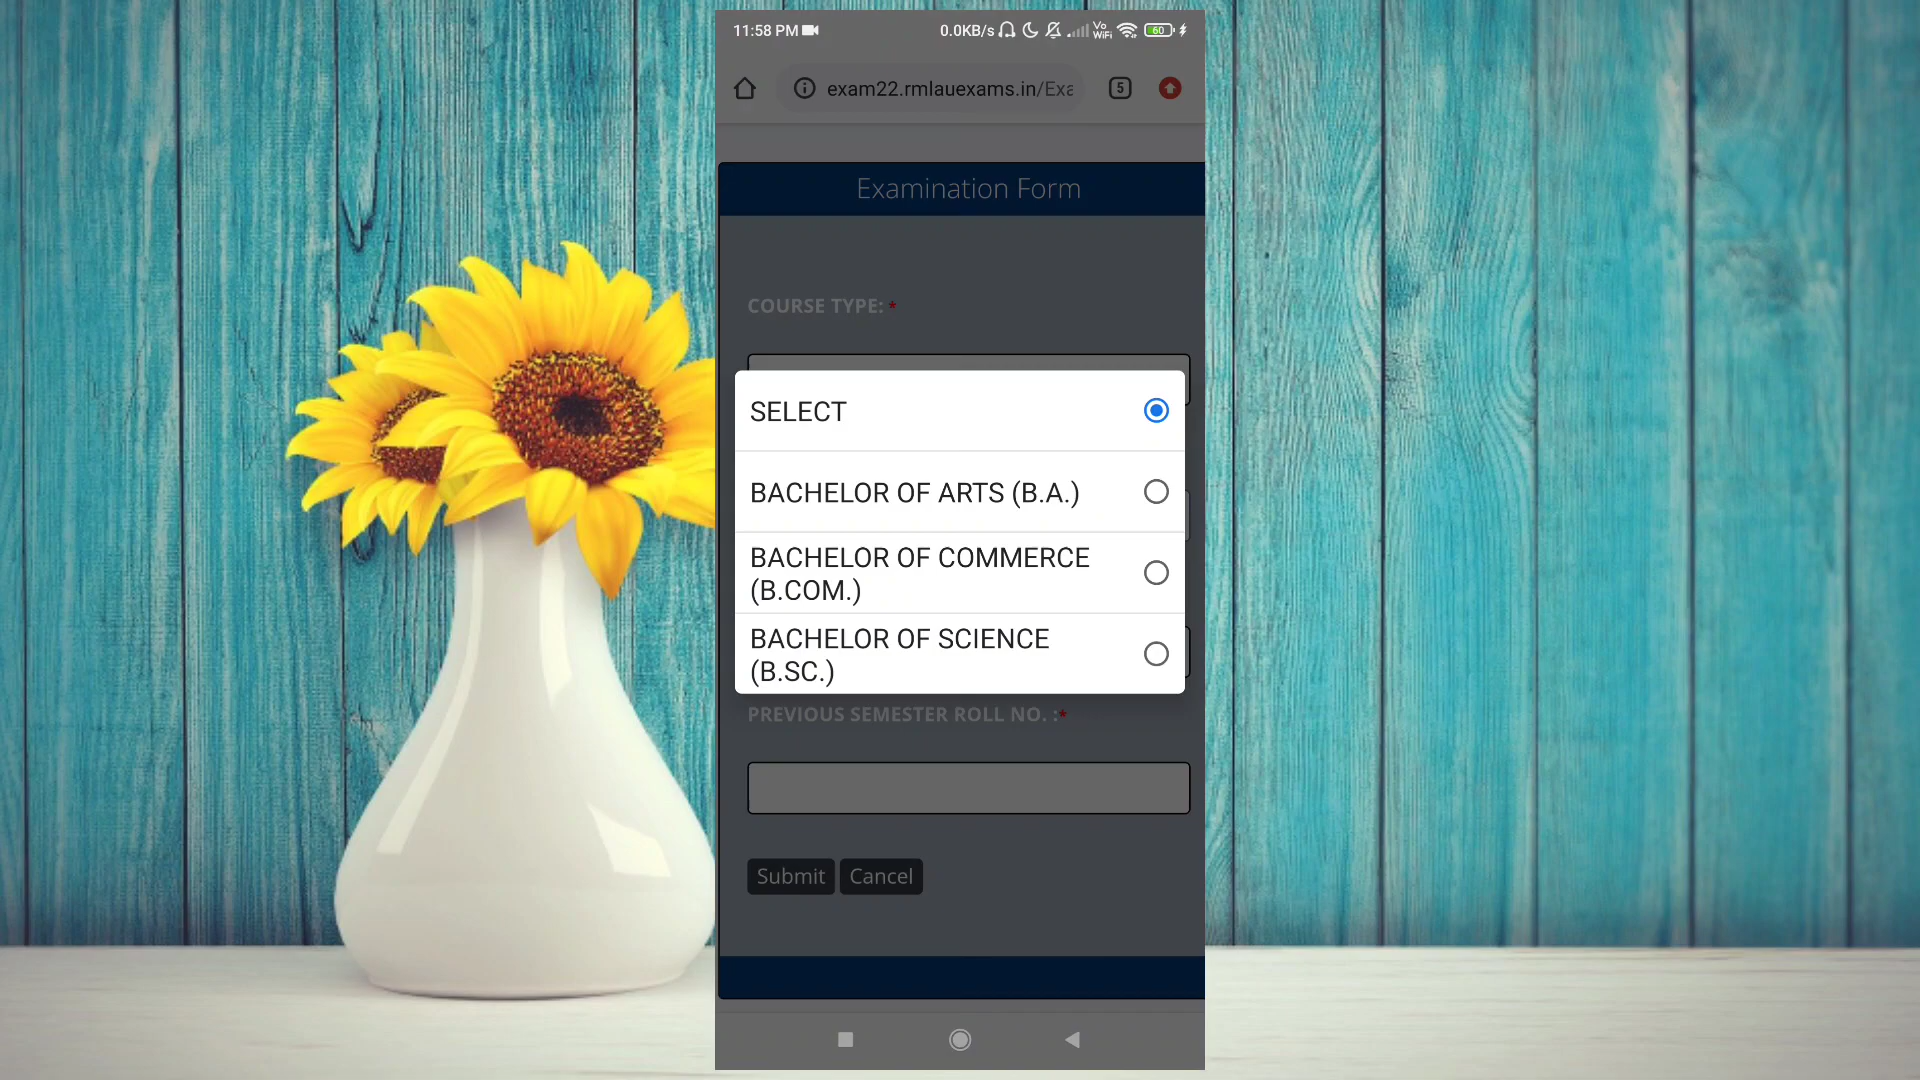 11:58 PM
0.0KB/s
Vo
WiFi
60
exam22.rmlauexams.in/Exa
5
Examination Form
COURSE TYPE: *
SELECT
BACHELOR OF ARTS (B.A.)
BACHELOR OF COMMERCE
(B.COM.)
BACHELOR OF SCIENCE
(B.SC.)
PREVIOUS SEMESTER ROLL NO. :*
Submit
Cancel